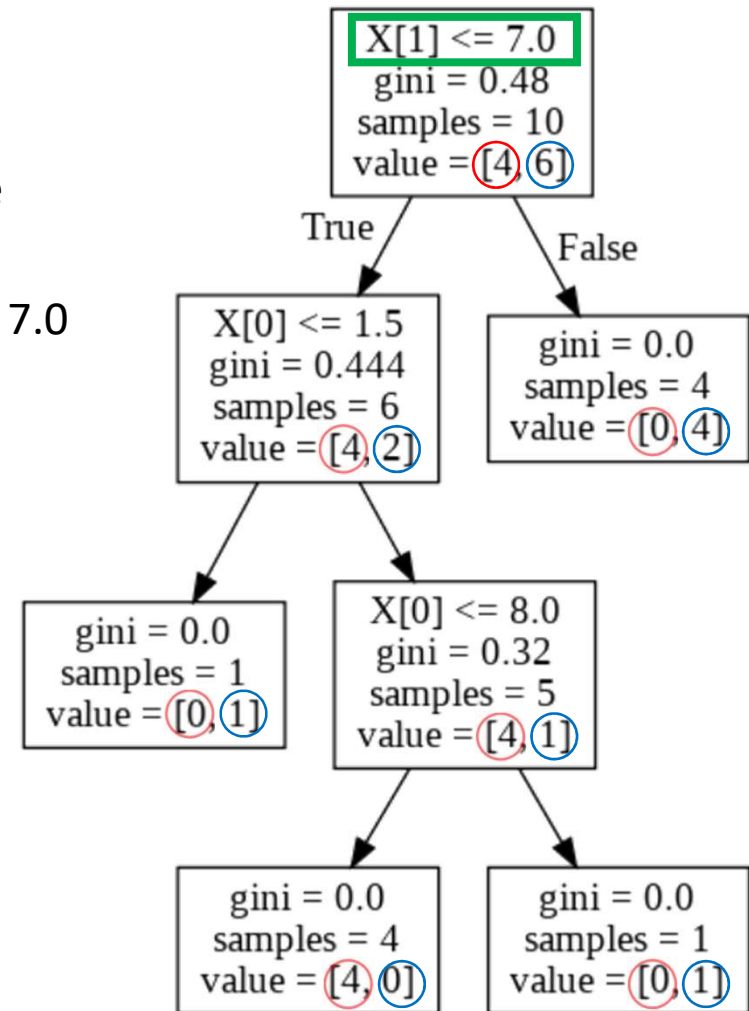 X[1] <= 7.0
gini = 0.48
samples = 10
value = [4, 6]
e
True
False
7.0
X[0] <= 1.5
gini = 0.444
samples = 6
value = [4, 2]
gini = 0.0
samples = 4
value = [0, 4]
gini = 0.0
samples = 1
value = [0, 1]
X[0] <= 8.0
gini = 0.32
samples = 5
value = [4, 1]
gini = 0.0
samples = 4
value = [4, 0]
gini = 0.0
samples = 1
value = [0, 1]